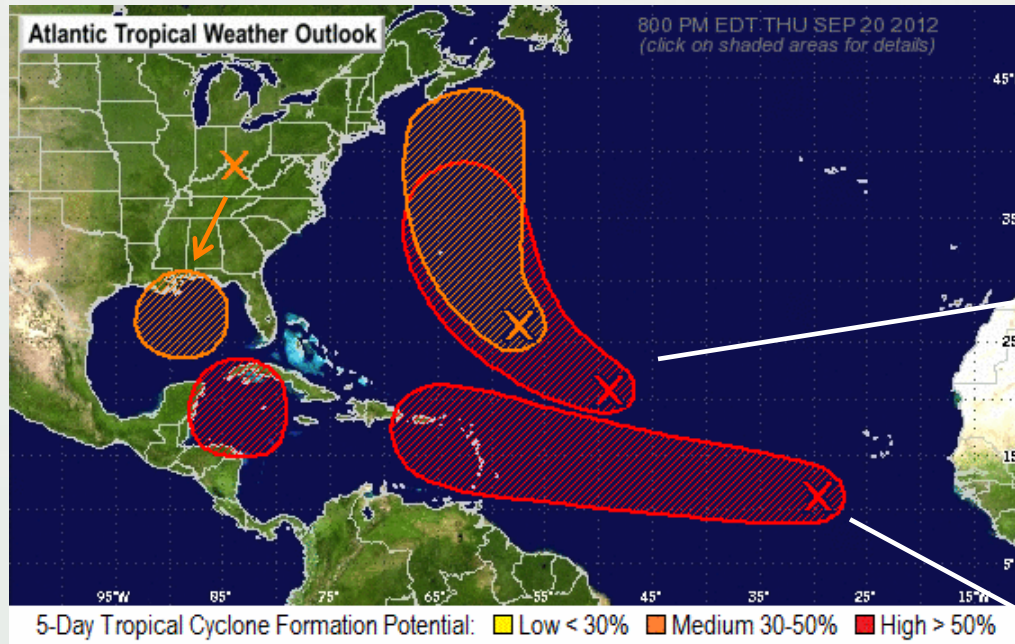 Atlantic Tropical Weather Outlook
800 PM EDT THU SEP 20 2012
(click on shaded areas for details)
45°
35
25
15
5°
95°W 85° 75° 65° 55° 45° 35° 25° 15°
5-Day Tropical Cyclone Formation Potential: Low < 30% Medium 30-50% High > 50%